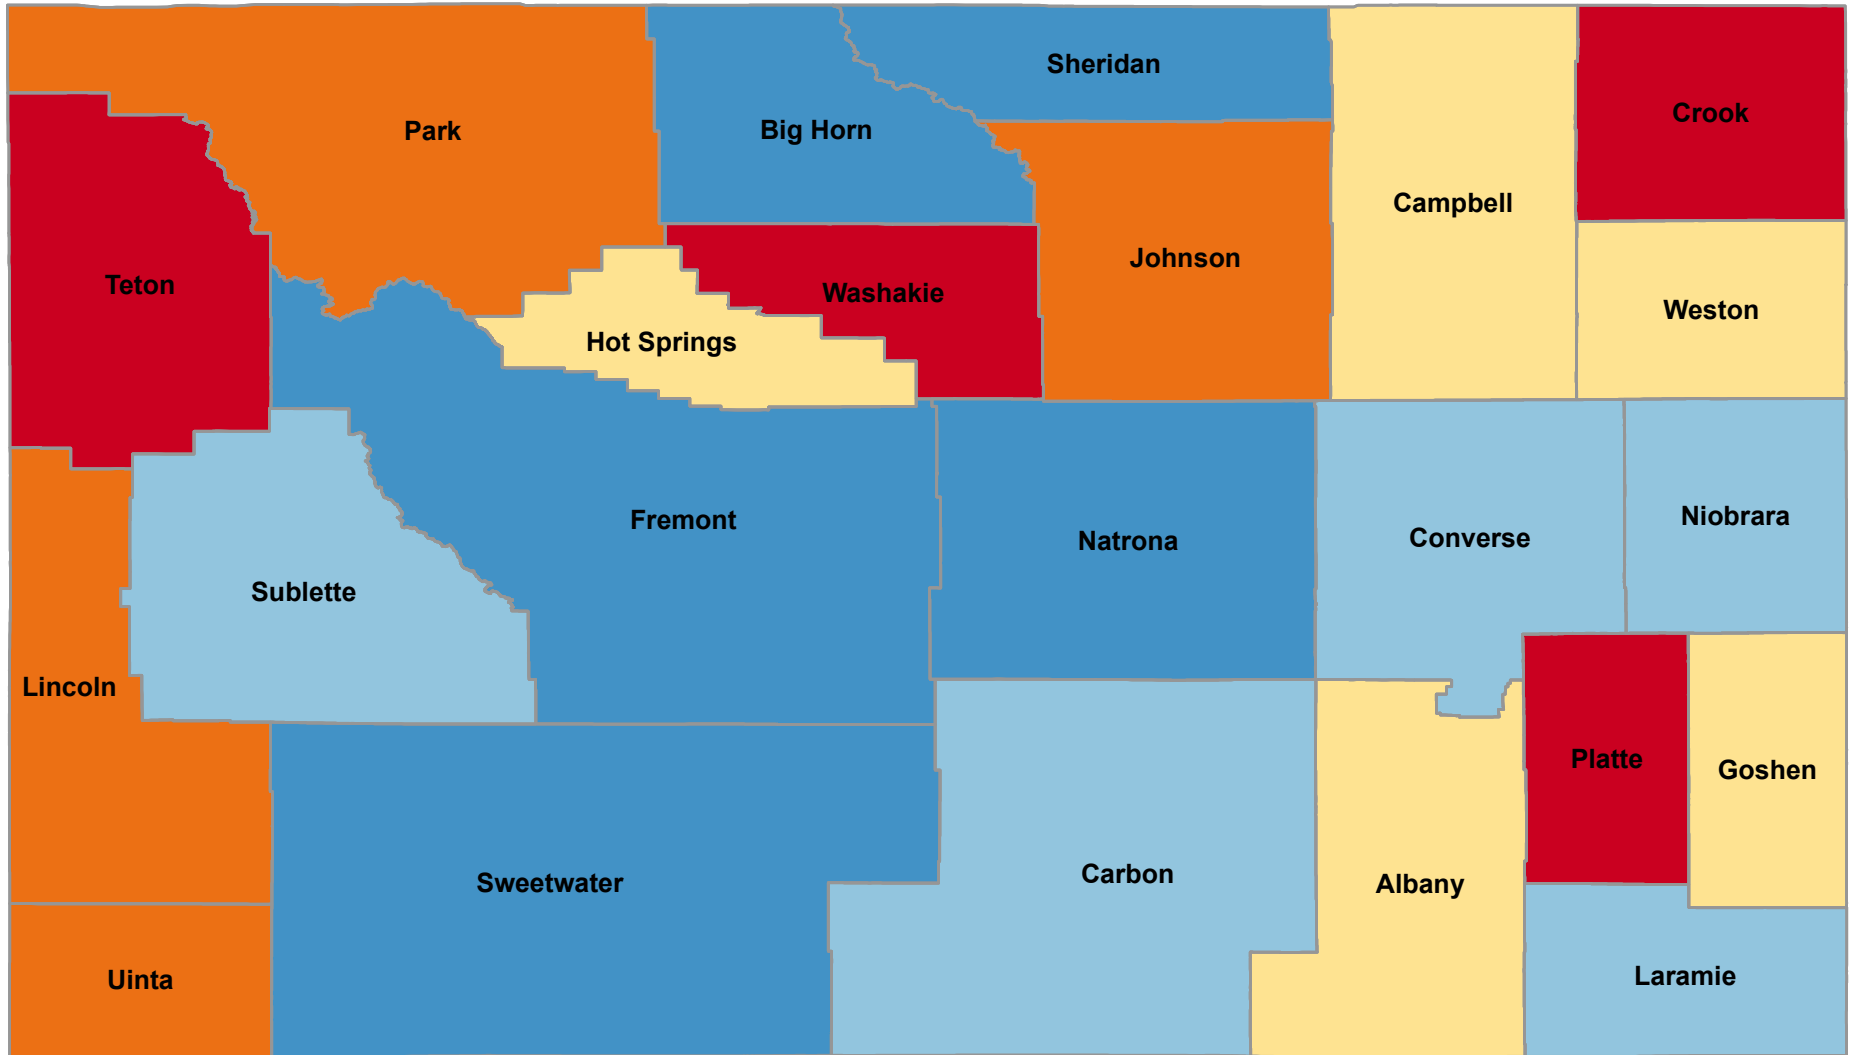 Sheridan
Crook
Park
Big Horn
Campbell
Johnson
Teton
Washakie
Weston
Hot Springs
Niobrara
Fremont
Converse
Natrona
Sublette
Lincoln
Platte
Goshen
Carbon
Sweetwater
Albany
Laramie
Uinta